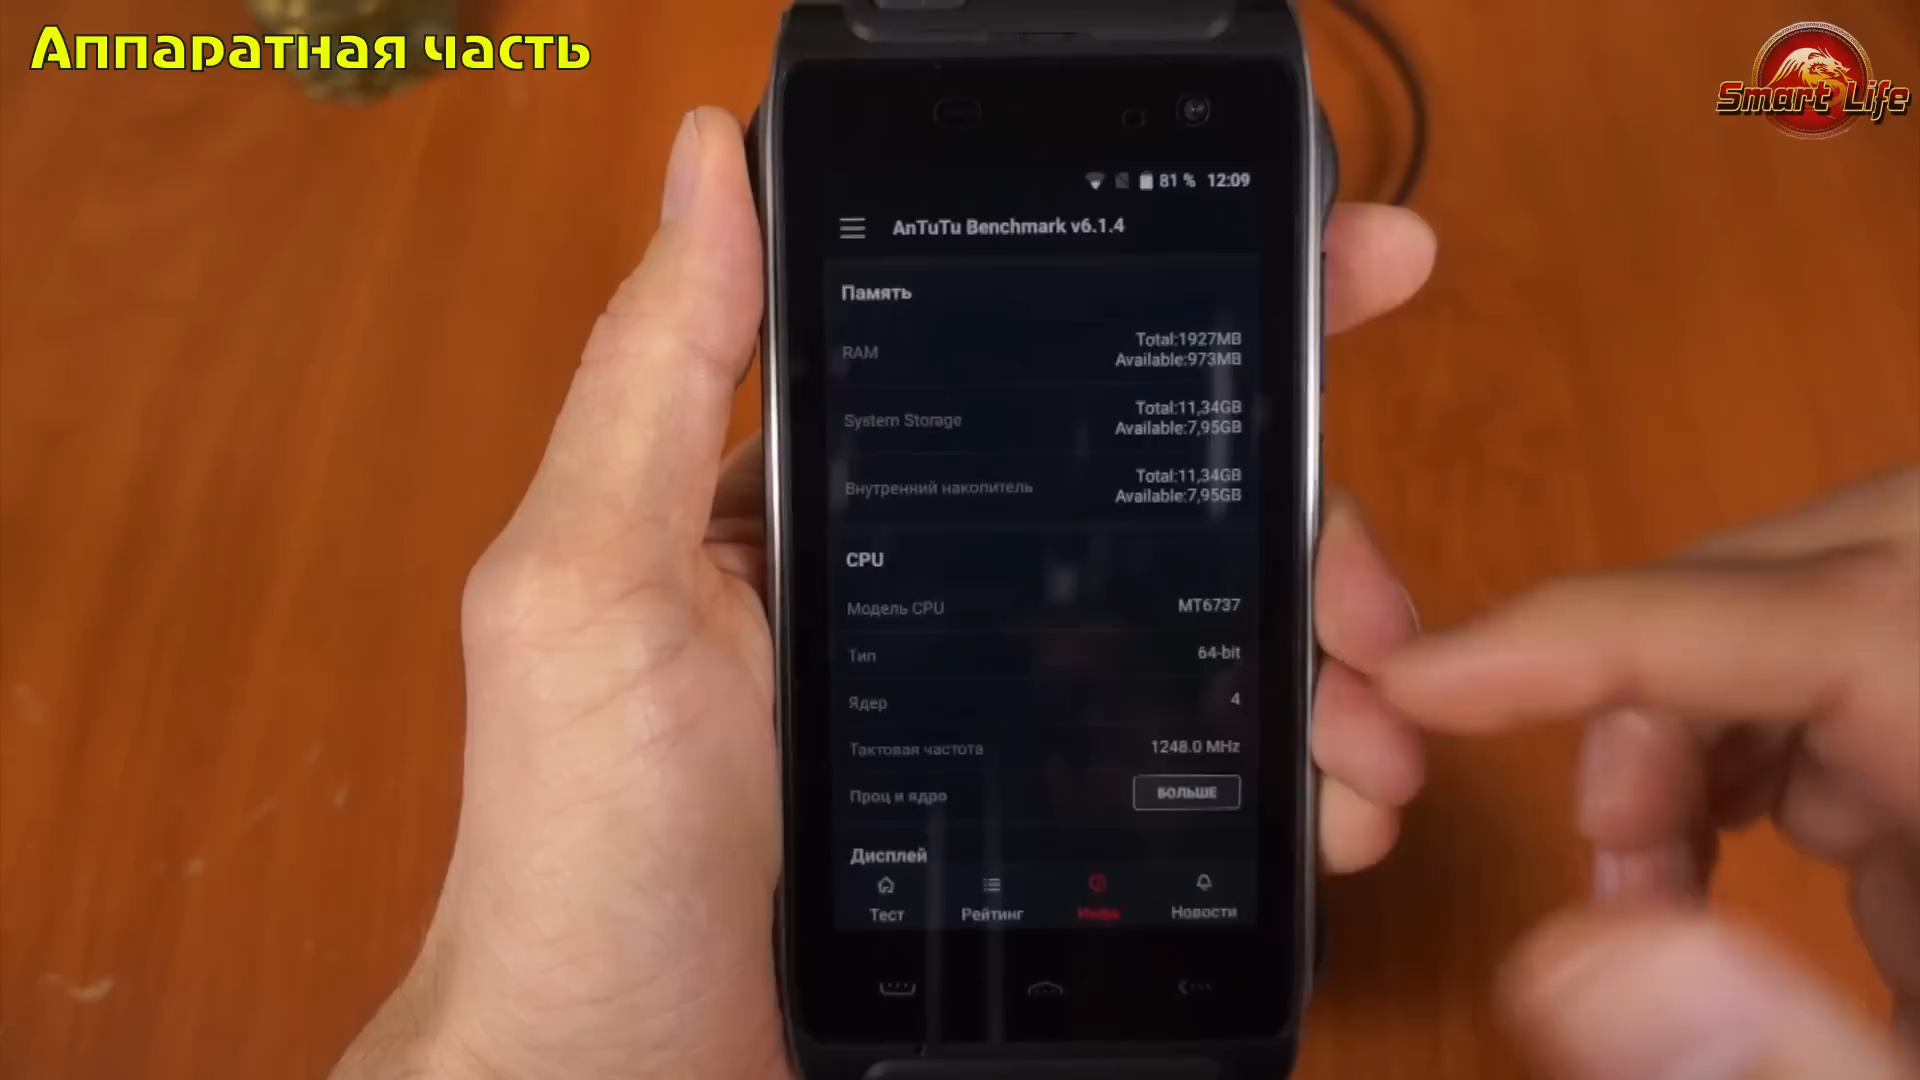 Аппаратная часть
Smart Life
81 % 12:09
AnTuTu Benchmark v6.1.4
Память
RAM
Total:1927MB
Available:973MB
System Storage
Total:11,34GB
Available:7,95GB
Внутренний накопитель
Total:11,34GB
Available:7,95GB
CPU
Модель CPU MT6737
Тип 64-bit
Ядер 4
Тактовая частота 1248.0 MHz
Проц и ядро БОЛЬШЕ
Дисплей
Тест Рейтинг Инфо Новости